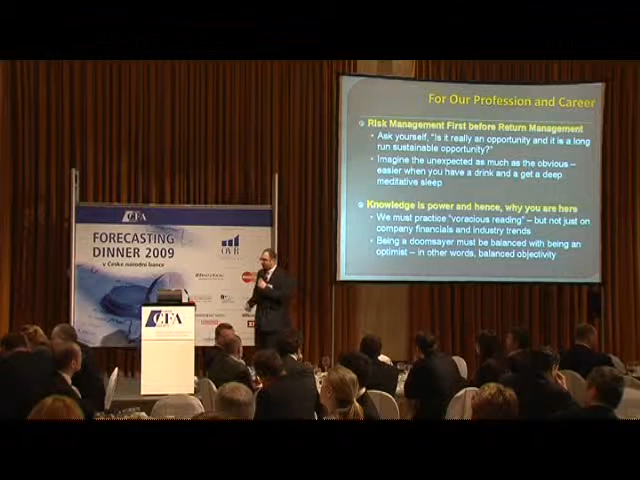 For Our Profession and Career
Risk Management First before Return Management
Ask yourself, "Is it really an opportunity and it is a long
run sustainable opportunity?"
Imagine the unexpected as much as the obvious –
easier when you have a drink and a get a deep
meditative sleep
Knowledge is power and hence, why you are here
We must practice "voracious reading" – but not just on
company financials and industry trends
Being a doomsayer must be balanced with being an
optimist – in other words, balanced objectivity
CFA
FORECASTING
DINNER 2009
v České národní bance
CFA